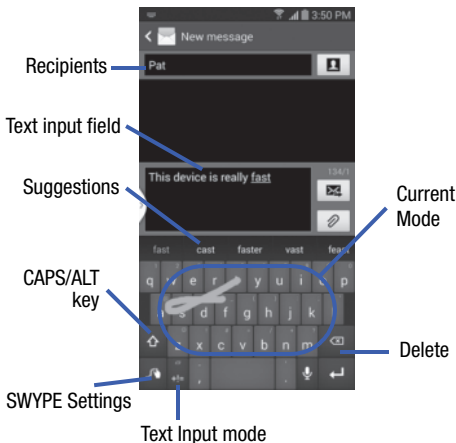 3:50 PM
New message
Recipients
Pat
Text input field
134/1
This device is really fast
Suggestions
Current
Mode
fast cast faster vast feast
q w e r y u i p
CAPS/ALT
key
s d f g h j k
z x c v b n m
Delete
SWYPE Settings
Text Input mode